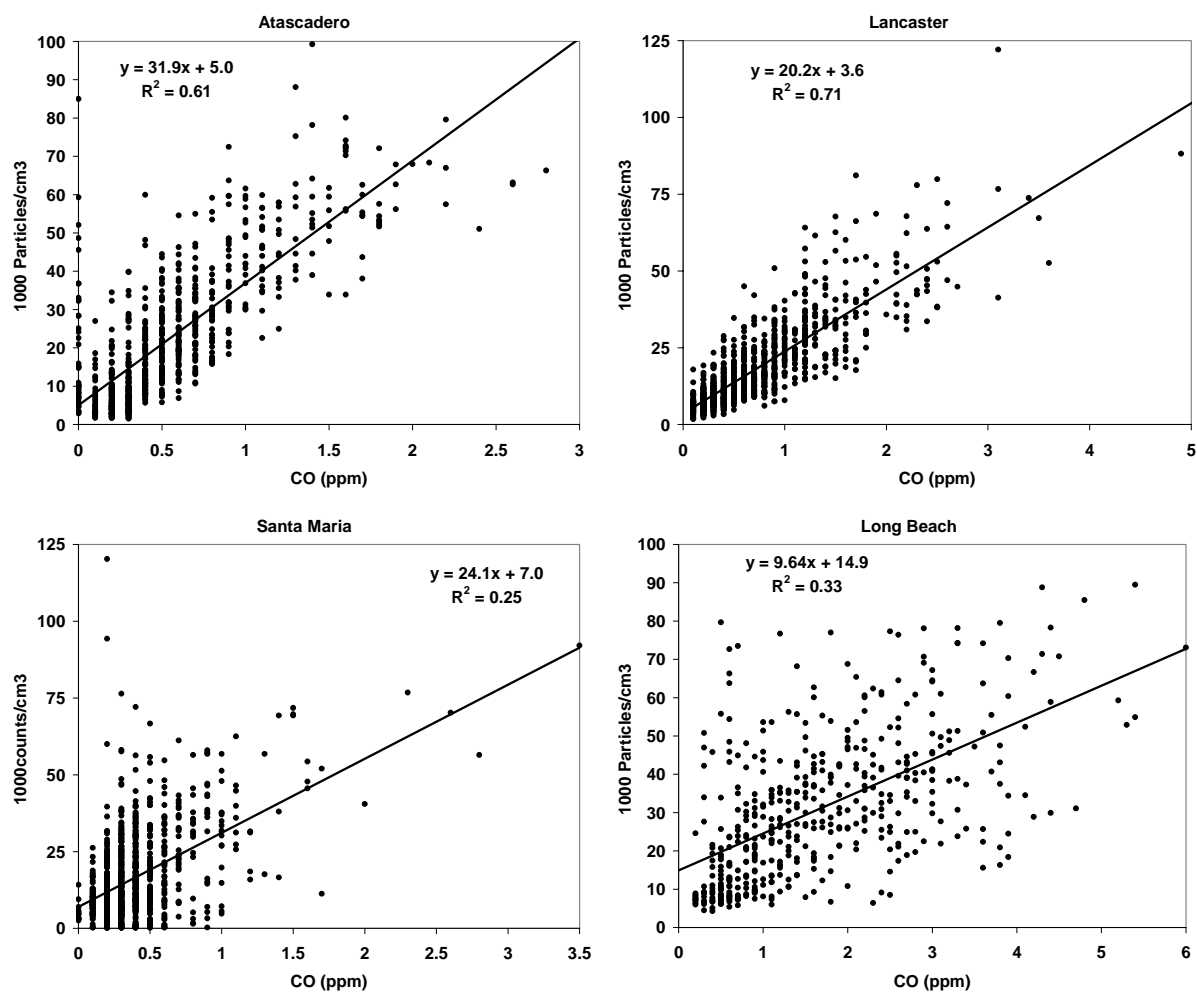 Atascadero
y = 31.9x + 5.0
R² = 0.61
100
90
80
70
60
50
40
30
20
10
0
1000 Particles/cm3
0 0.5 1 1.5 2 2.5 3
CO (ppm)
Lancaster
y = 20.2x + 3.6
R² = 0.71
125
100
75
50
25
0
1000 Particles/cm3
0 1 2 3 4 5
CO (ppm)
Santa Maria
y = 24.1x + 7.0
R² = 0.25
125
100
75
50
25
0
1000counts/cm3
0 0.5 1 1.5 2 2.5 3 3.5
CO (ppm)
Long Beach
y = 9.64x + 14.9
R² = 0.33
100
90
80
70
60
50
40
30
20
10
0
1000 Particles/cm3
0 1 2 3 4 5 6
CO (ppm)